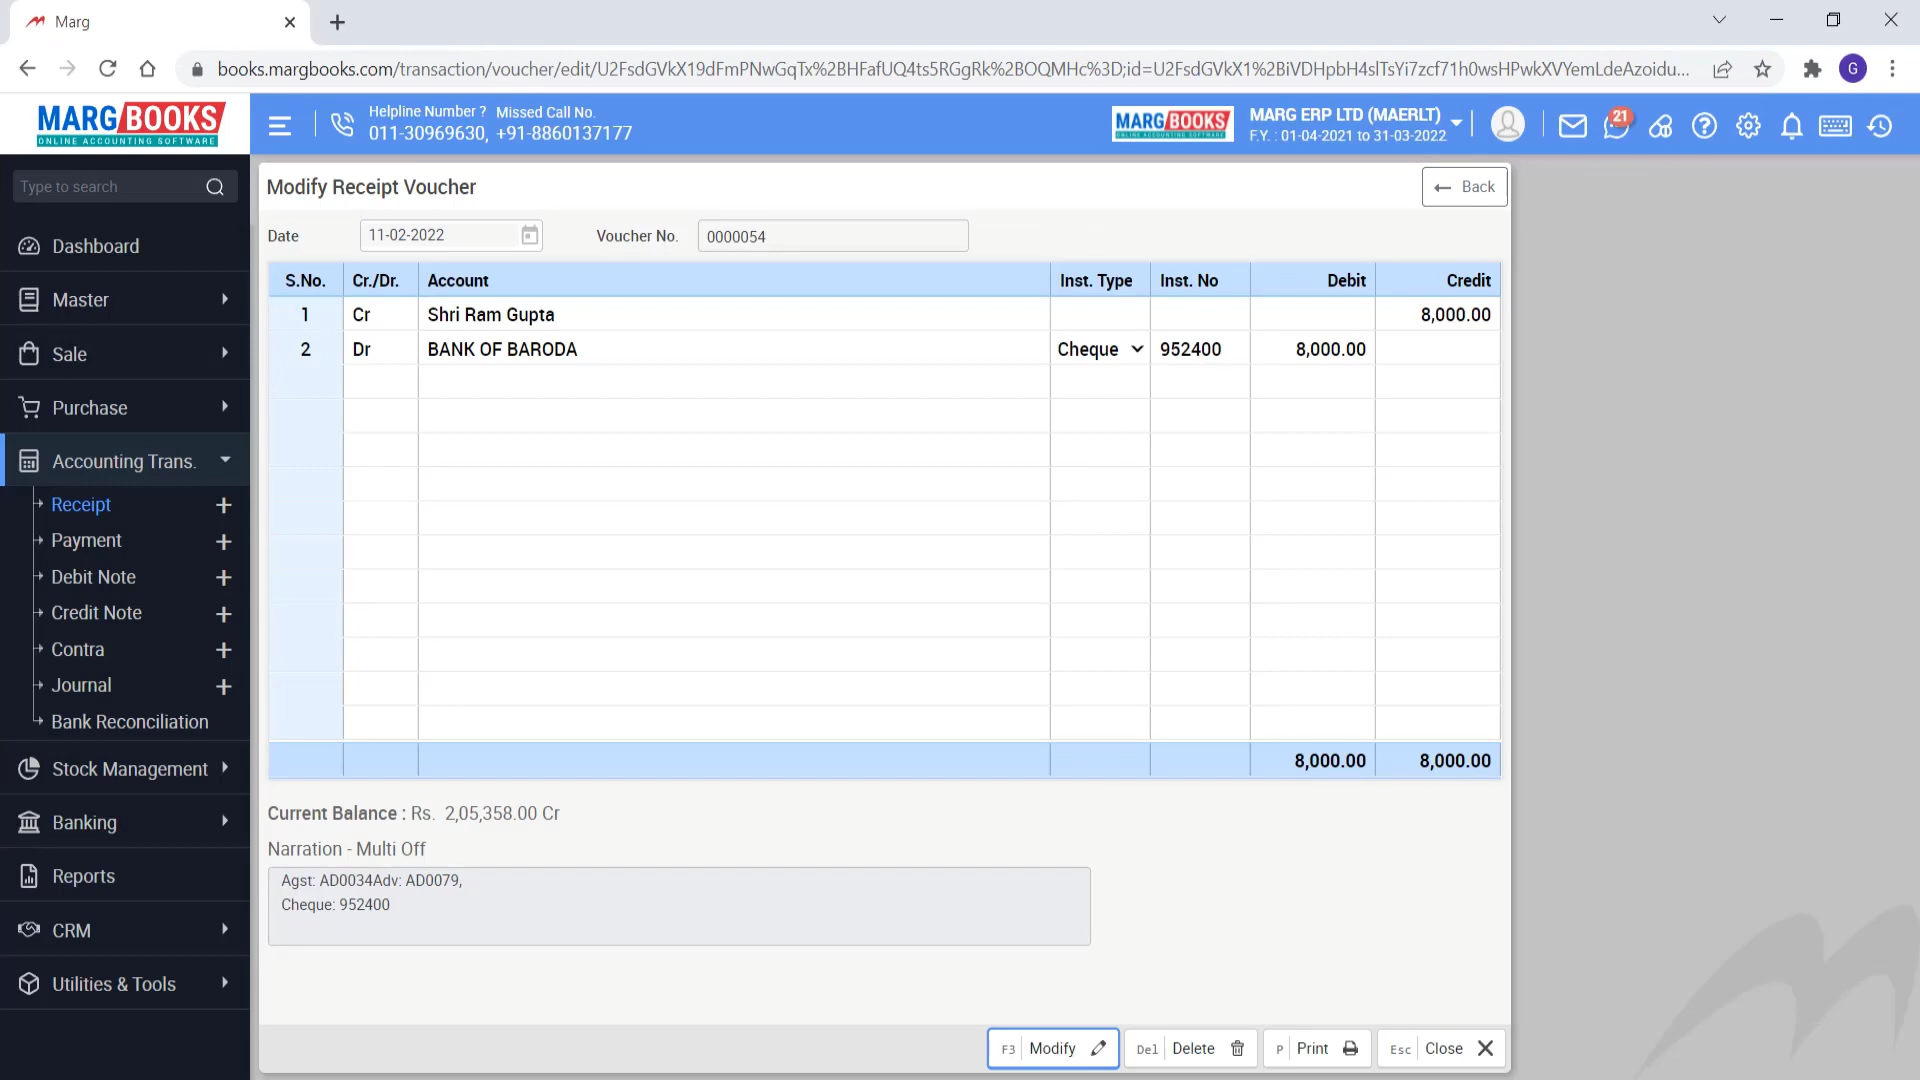 Marg
books.margbooks.com/transaction/voucher/edit/U2FsdGVkX19dFmPNwGqTx%2BHFafUQ4ts5RGgRk%2BOQMHc%3D;id=U2FsdGVkX1%2BiVDHpbH4slTsYi7zcf71h0wsHPwkXVYemLdeAzoidu...
G
MARG BOOKS
ONLINE ACCOUNTING SOFTWARE
Helpline Number ? Missed Call No.
011-30969630, +91-8860137177
MARG BOOKS
ONLINE ACCOUNTING SOFTWARE
MARG ERP LTD (MAERLT)
F.Y. : 01-04-2021 to 31-03-2022
21
Type to search
Dashboard
Master
Sale
Purchase
Accounting Trans.
Receipt
Payment
Debit Note
Credit Note
Contra
Journal
Bank Reconciliation
Stock Management
Banking
Reports
CRM
Utilities & Tools
Modify Receipt Voucher
Back
Date 11-02-2022 Voucher No. 0000054
S.No. Cr./Dr. Account Inst. Type Inst. No Debit Credit
1 Cr Shri Ram Gupta 8,000.00
2 Dr BANK OF BARODA Cheque 952400 8,000.00
8,000.00 8,000.00
Current Balance : Rs. 2,05,358.00 Cr
Narration - Multi Off
Agst: AD0034Adv: AD0079,
Cheque: 952400
F3 Modify Del Delete P Print Esc Close